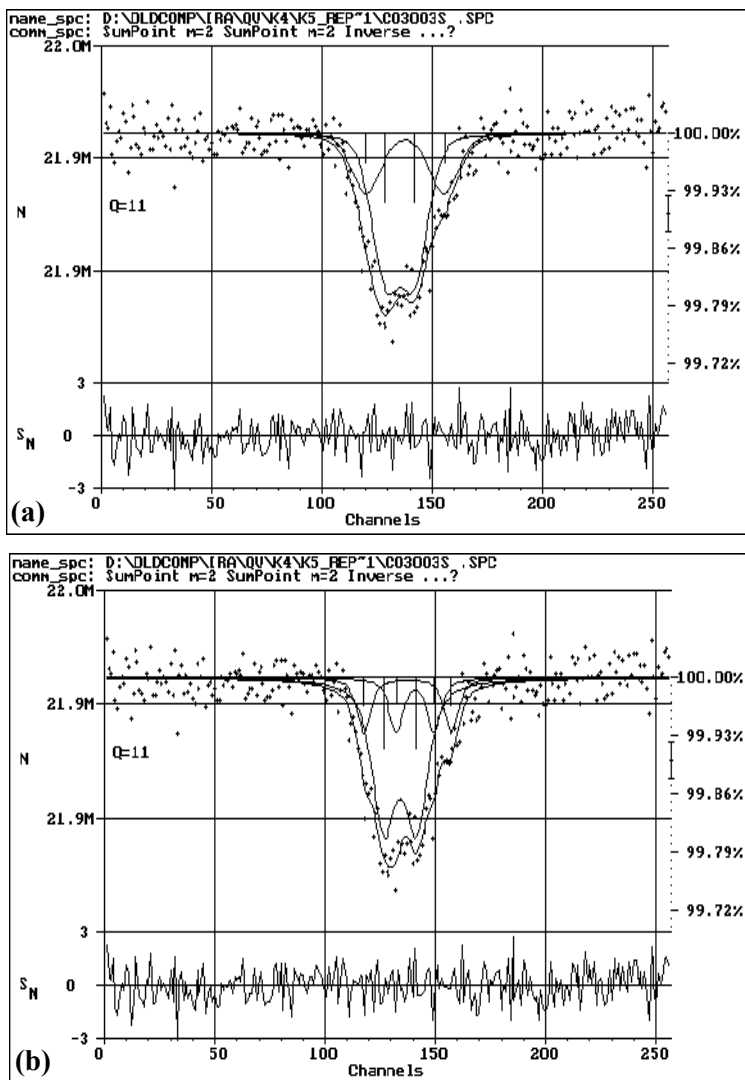 name_spc: D:\OLDCOMP\IRA\QV\K4\K5_REP~1\CO3003S_.SPC
comm_spc: SumPoint m=2 SumPoint m=2 Inverse ...?
22.0M
100.00%
21.9M
99.93%
Q=11
N
99.86%
21.9M
99.79%
99.72%
3
S_N 0
-3
0 50 100 150 200 250
Channels
(a)
name_spc: D:\OLDCOMP\IRA\QV\K4\K5_REP~1\CO3003S_.SPC
comm_spc: SumPoint m=2 SumPoint m=2 Inverse ...?
22.0M
100.00%
21.9M
99.93%
Q=11
N
99.86%
21.9M
99.79%
99.72%
3
S_N 0
-3
0 50 100 150 200 250
Channels
(b)